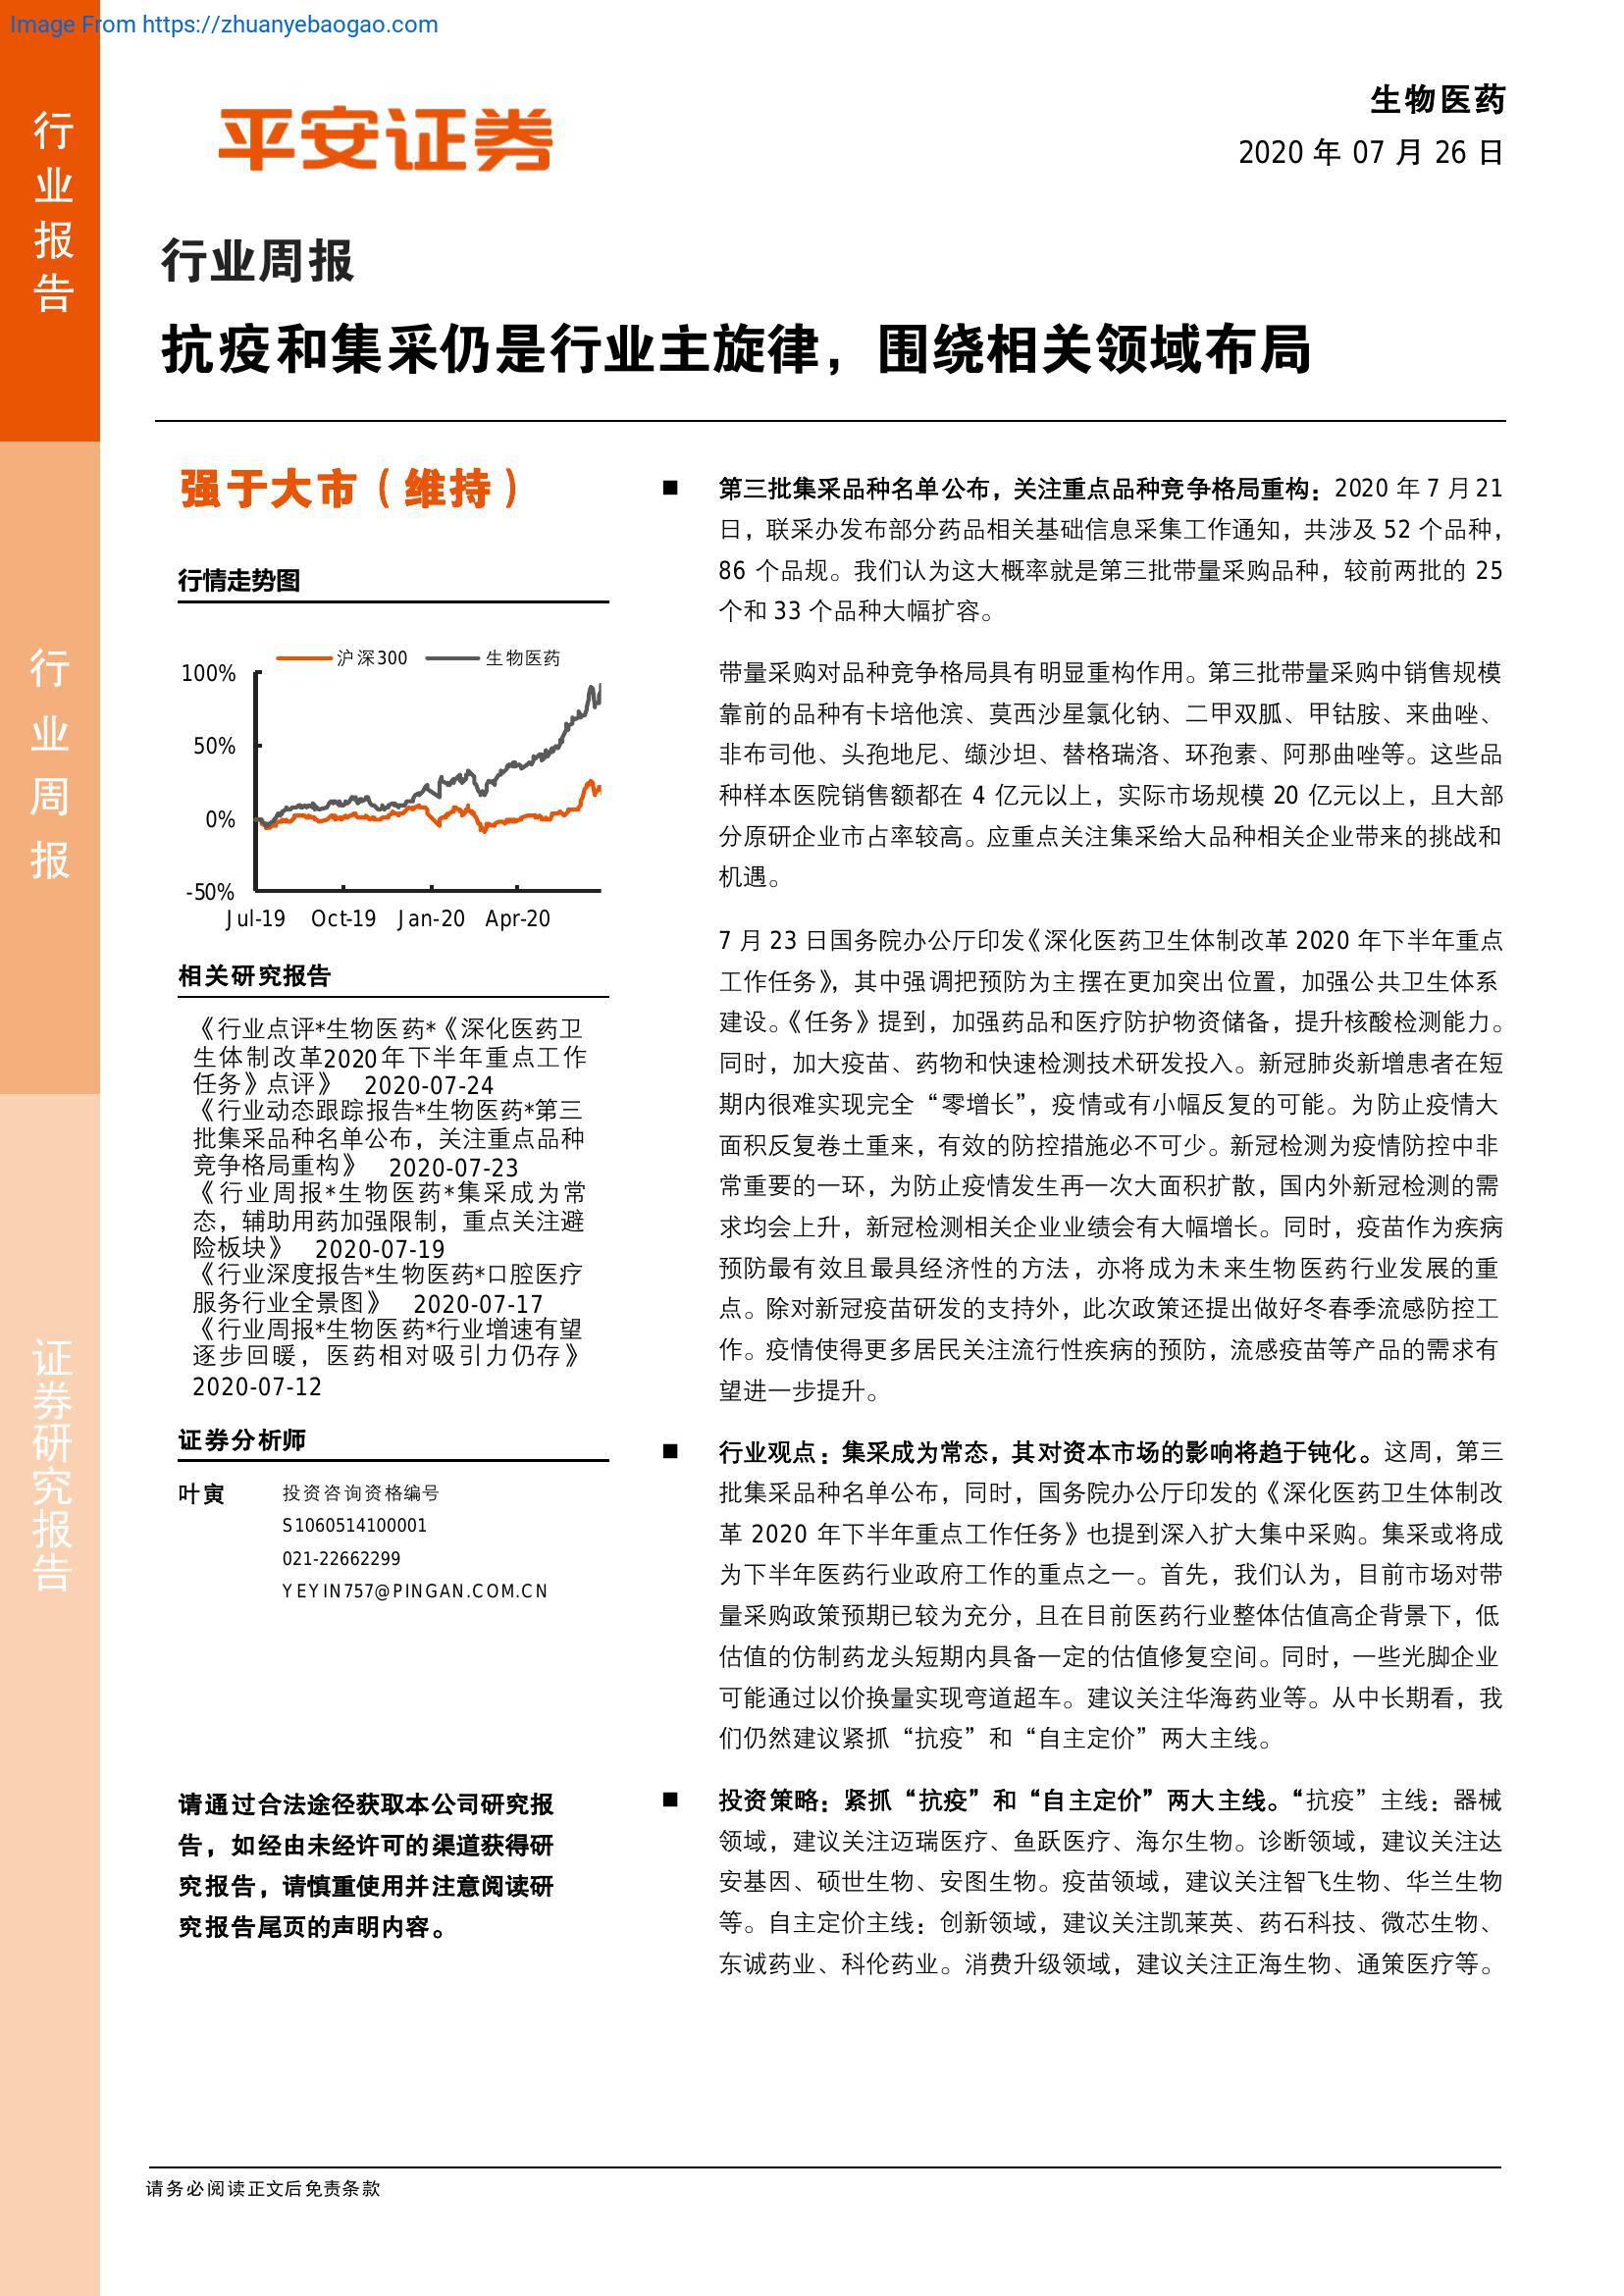 Image From https://zhuanyebaogao.com
行业报告
行业周报
证券研究报告
平安证券
生物医药
2020 年 07 月 26 日
行业周报
抗疫和集采仍是行业主旋律，围绕相关领域布局
强于大市（维持）
行情走势图
沪深300 生物医药
100%
50%
0%
-50%
Jul-19 Oct-19 Jan-20 Apr-20
相关研究报告
《行业点评*生物医药*《深化医药卫
生体制改革2020年下半年重点工作
任务》点评》 2020-07-24
《行业动态跟踪报告*生物医药*第三
批集采品种名单公布，关注重点品种
竞争格局重构》 2020-07-23
《行业周报*生物医药*集采成为常
态，辅助用药加强限制，重点关注避
险板块》 2020-07-19
《行业深度报告*生物医药*口腔医疗
服务行业全景图》 2020-07-17
《行业周报*生物医药*行业增速有望
逐步回暖，医药相对吸引力仍存》
2020-07-12
证券分析师
叶寅 投资咨询资格编号
S1060514100001
021-22662299
YEYIN757@PINGAN.COM.CN
请通过合法途径获取本公司研究报
告，如经由未经许可的渠道获得研
究报告，请慎重使用并注意阅读研
究报告尾页的声明内容。
■ 第三批集采品种名单公布，关注重点品种竞争格局重构：2020 年 7 月 21
日，联采办发布部分药品相关基础信息采集工作通知，共涉及 52 个品种，
86 个品规。我们认为这大概率就是第三批带量采购品种，较前两批的 25
个和 33 个品种大幅扩容。
带量采购对品种竞争格局具有明显重构作用。第三批带量采购中销售规模
靠前的品种有卡培他滨、莫西沙星氯化钠、二甲双胍、甲钴胺、来曲唑、
非布司他、头孢地尼、缬沙坦、替格瑞洛、环孢素、阿那曲唑等。这些品
种样本医院销售额都在 4 亿元以上，实际市场规模 20 亿元以上，且大部
分原研企业市占率较高。应重点关注集采给大品种相关企业带来的挑战和
机遇。
7 月 23 日国务院办公厅印发《深化医药卫生体制改革 2020 年下半年重点
工作任务》，其中强调把预防为主摆在更加突出位置，加强公共卫生体系
建设。《任务》提到，加强药品和医疗防护物资储备，提升核酸检测能力。
同时，加大疫苗、药物和快速检测技术研发投入。新冠肺炎新增患者在短
期内很难实现完全“零增长”，疫情或有小幅反复的可能。为防止疫情大
面积反复卷土重来，有效的防控措施必不可少。新冠检测为疫情防控中非
常重要的一环，为防止疫情发生再一次大面积扩散，国内外新冠检测的需
求均会上升，新冠检测相关企业业绩会有大幅增长。同时，疫苗作为疾病
预防最有效且最具经济性的方法，亦将成为未来生物医药行业发展的重
点。除对新冠疫苗研发的支持外，此次政策还提出做好冬春季流感防控工
作。疫情使得更多居民关注流行性疾病的预防，流感疫苗等产品的需求有
望进一步提升。
■ 行业观点：集采成为常态，其对资本市场的影响将趋于钝化。这周，第三
批集采品种名单公布，同时，国务院办公厅印发的《深化医药卫生体制改
革 2020 年下半年重点工作任务》也提到深入扩大集中采购。集采或将成
为下半年医药行业政府工作的重点之一。首先，我们认为，目前市场对带
量采购政策预期已较为充分，且在目前医药行业整体估值高企背景下，低
估值的仿制药龙头短期内具备一定的估值修复空间。同时，一些光脚企业
可能通过以价换量实现弯道超车。建议关注华海药业等。从中长期看，我
们仍然建议紧抓“抗疫”和“自主定价”两大主线。
■ 投资策略：紧抓“抗疫”和“自主定价”两大主线。“抗疫”主线：器械
领域，建议关注迈瑞医疗、鱼跃医疗、海尔生物。诊断领域，建议关注达
安基因、硕世生物、安图生物。疫苗领域，建议关注智飞生物、华兰生物
等。自主定价主线：创新领域，建议关注凯莱英、药石科技、微芯生物、
东诚药业、科伦药业。消费升级领域，建议关注正海生物、通策医疗等。
请务必阅读正文后免责条款